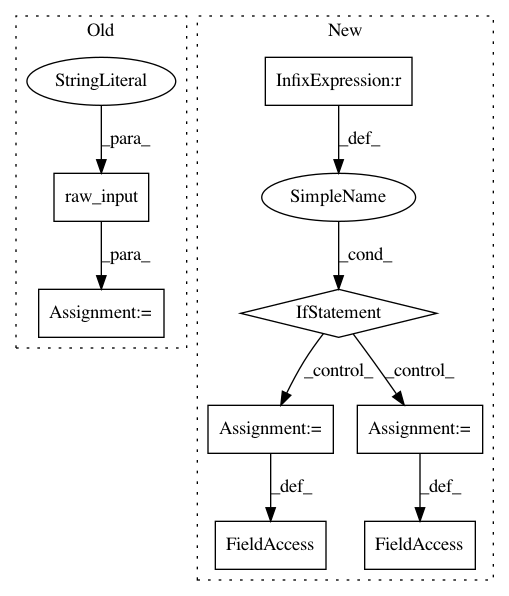 Old
New
StringLiteral
InfixExpression:r
_para_
_def_
raw_input
SimpleName
_para_
_cond_
Assignment:=
IfStatement
_control_
_control_
Assignment:=
Assignment:=
_def_
_def_
FieldAccess
FieldAccess